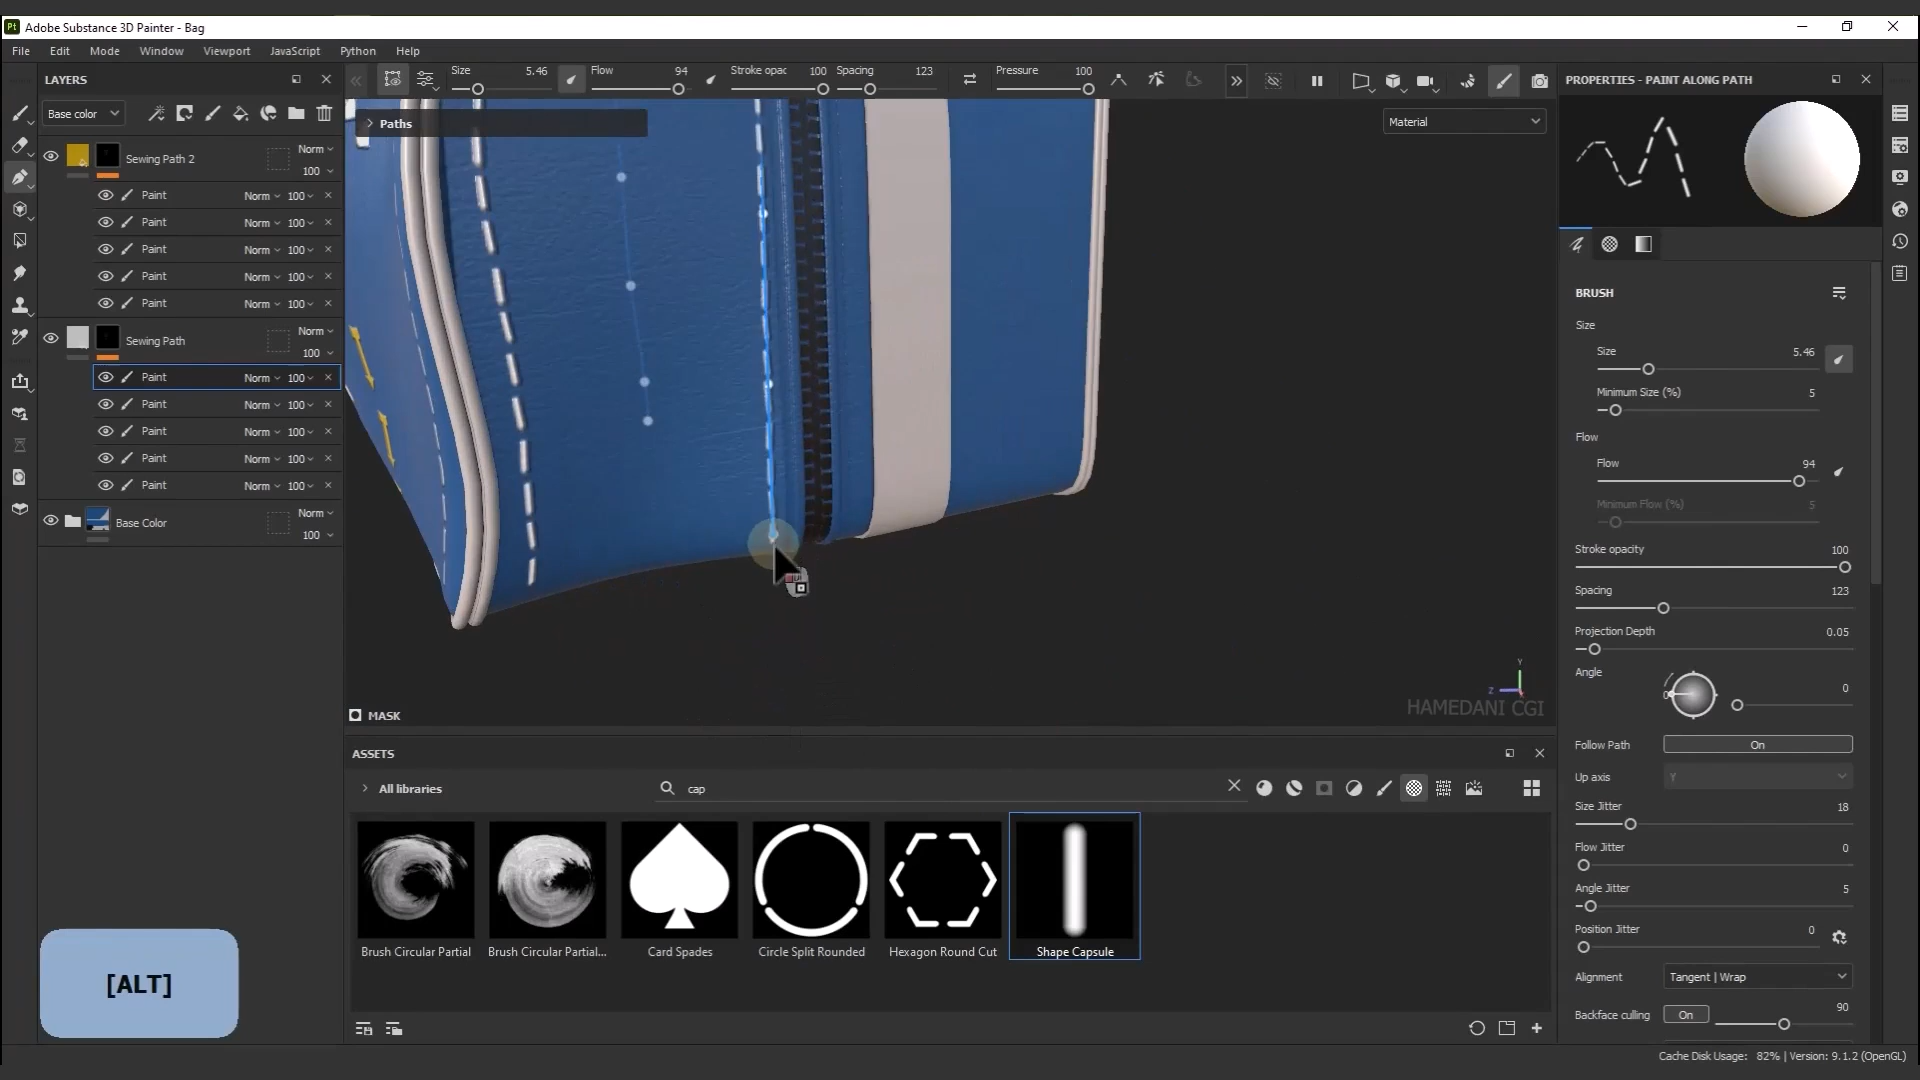 Pt Adobe Substance 3D Painter - Bag
File Edit Mode Window Viewport JavaScript Python Help
LAYERS
Size 5.46 Flow 94 Stroke opac 100 Spacing 123 Pressure 100
PROPERTIES - PAINT ALONG PATH
Base color
Paths
Material
Sewing Path 2 Norm 100
Paint Norm 100
Paint Norm 100
Paint Norm 100
Paint Norm 100
Paint Norm 100
Sewing Path Norm 100
Paint Norm 100
Paint Norm 100
Paint Norm 100
Paint Norm 100
Paint Norm 100
Base Color Norm 100
BRUSH
Size
Size 5.46
Minimum Size (%) 5
Flow
Flow 94
Minimum Flow (%) 5
Stroke opacity 100
Spacing 123
Projection Depth 0.05
Angle 0
0
Follow Path On
Up axis Y
Size Jitter 18
Flow Jitter 0
Angle Jitter 5
Position Jitter 0
Alignment Tangent | Wrap
Backface culling On 90
Y
Z
HAMEDANI CGI
MASK
ASSETS
All libraries
cap
Brush Circular Partial
Brush Circular Partial...
Card Spades
Circle Split Rounded
Hexagon Round Cut
Shape Capsule
[ALT]
Cache Disk Usage: 82% | Version: 9.1.2 (OpenGL)